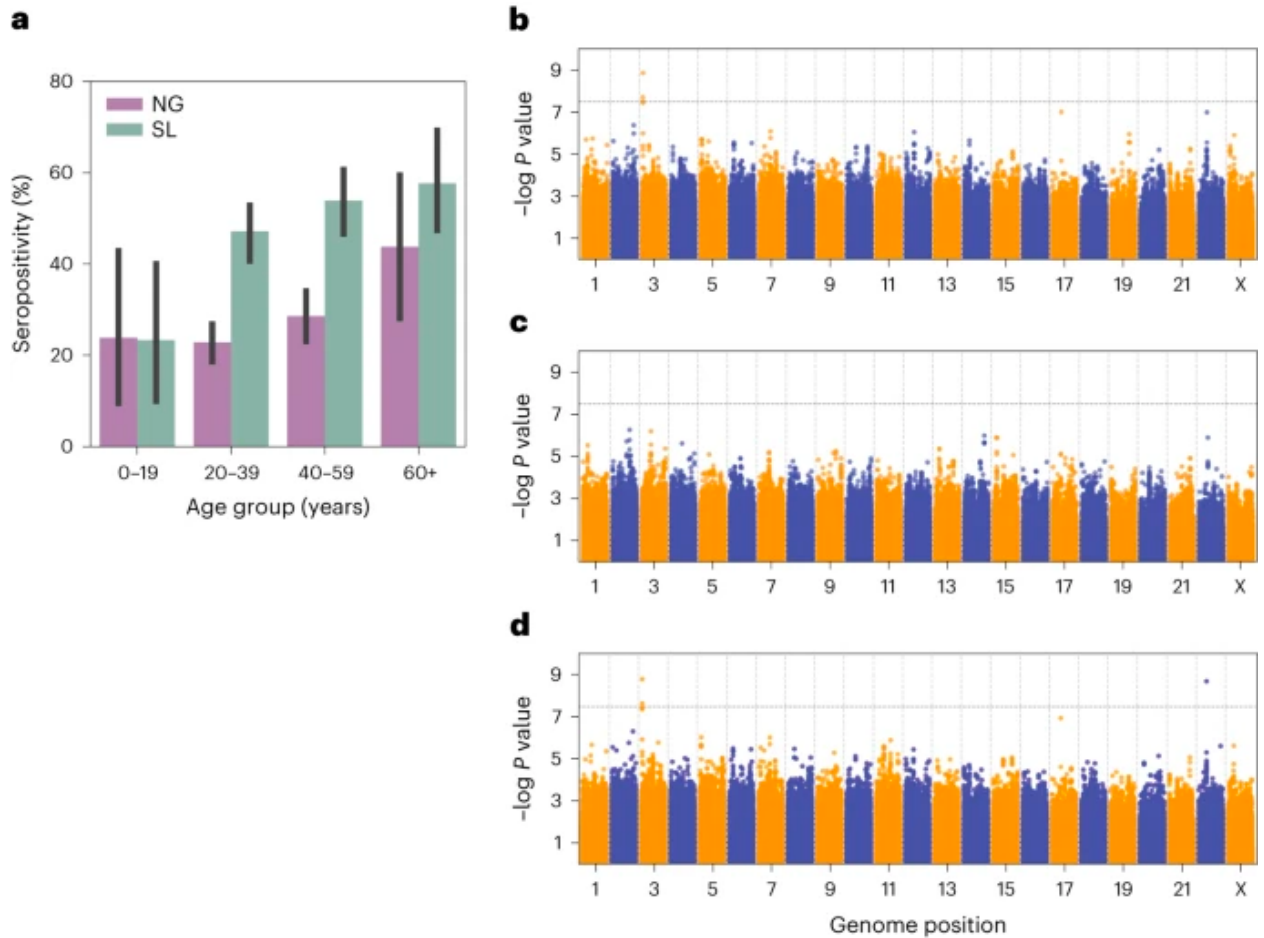 a
80
60
40
20
0
Seropositivity (%)
NG
SL
0–19 20–39 40–59 60+
Age group (years)
b
9
7
5
3
1
–log P value
1 3 5 7 9 11 13 15 17 19 21 X
c
9
7
5
3
1
–log P value
1 3 5 7 9 11 13 15 17 19 21 X
d
9
7
5
3
1
–log P value
1 3 5 7 9 11 13 15 17 19 21 X
Genome position